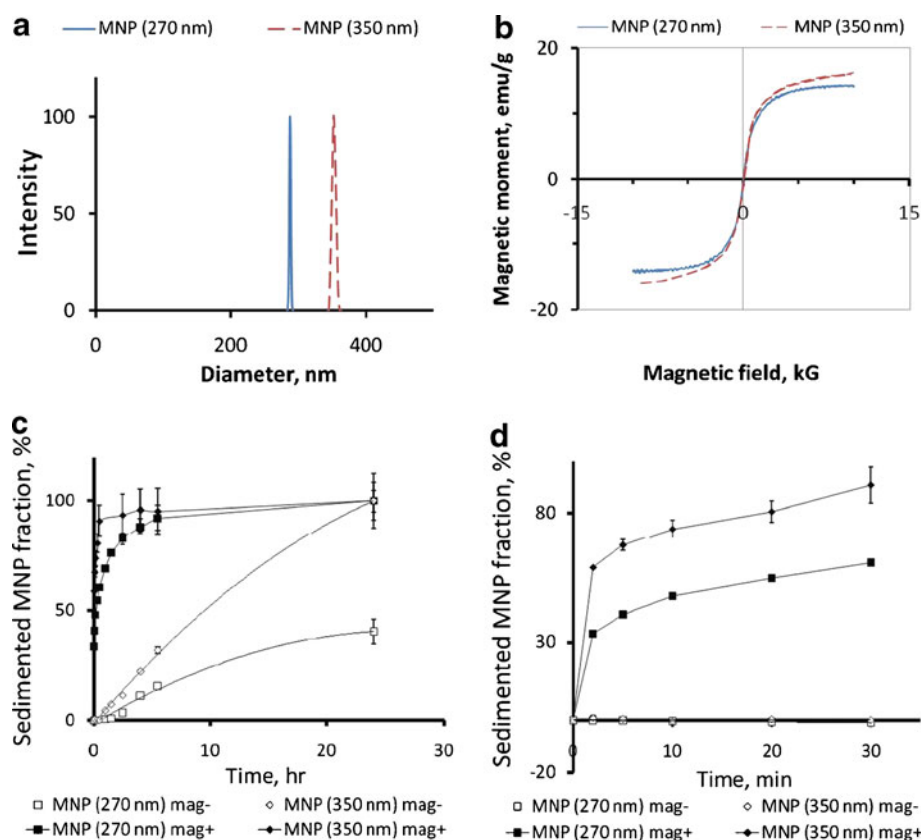 a
MNP (270 nm) MNP (350 nm)
Intensity
100
50
0
0 200 400
Diameter, nm
b
MNP (270 nm) MNP (350 nm)
Magnetic moment, emu/g
20
0
-20
-15 0 15
Magnetic field, kG
c
Sedimented MNP fraction, %
100
50
0
0 10 20 30
Time, hr
MNP (270 nm) mag- MNP (350 nm) mag-
MNP (270 nm) mag+ MNP (350 nm) mag+
d
Sedimented MNP fraction, %
80
30
-20
0 10 20 30
Time, min
MNP (270 nm) mag- MNP (350 nm) mag-
MNP (270 nm) mag+ MNP (350 nm) mag+